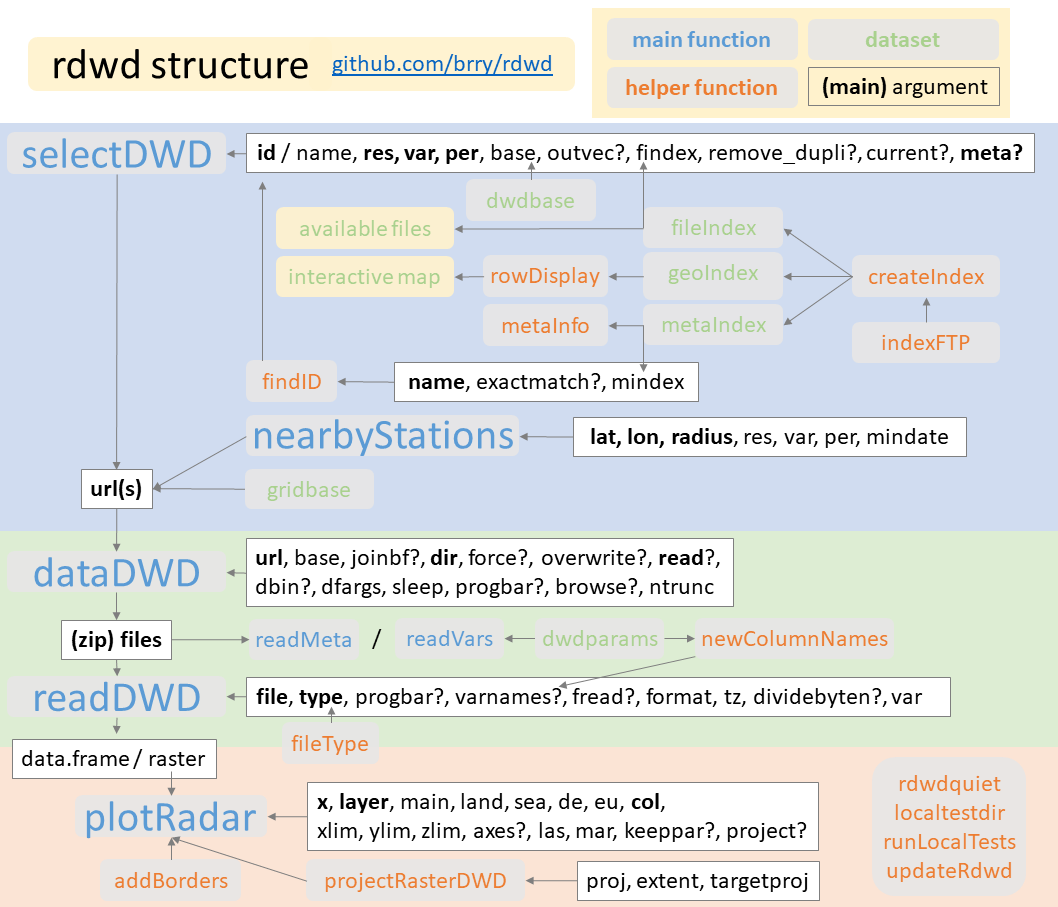 rdwd structure github.com/brry/rdwd
main function
dataset
helper function
(main) argument
selectDWD
id / name, res, var, per, base, outvec?, findex, remove_dupli?, current?, meta?
dwdbase
available files
fileIndex
interactive map
rowDisplay
geoIndex
createIndex
metaInfo
metaIndex
indexFTP
findID
name, exactmatch?, mindex
nearbyStations
lat, lon, radius, res, var, per, mindate
url(s)
gridbase
dataDWD
url, base, joinbf?, dir, force?, overwrite?, read?,
dbin?, dfargs, sleep, progbar?, browse?, ntrunc
(zip) files
readMeta / readVars
dwdparams
newColumnNames
readDWD
file, type, progbar?, varnames?, fread?, format, tz, dividebyten?, var
fileType
data.frame / raster
plotRadar
x, layer, main, land, sea, de, eu, col,
xlim, ylim, zlim, axes?, las, mar, keeppar?, project?
addBorders
projectRasterDWD
proj, extent, targetproj
rdwdquiet
localtestdir
runLocalTests
updateRdwd